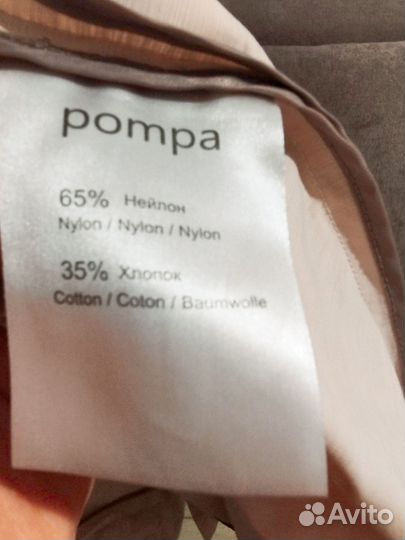 pompa
65% Нейлон
Nylon / Nylon / Nylon
35% Хлопок
Cotton / Coton / Baumwolle
Avito